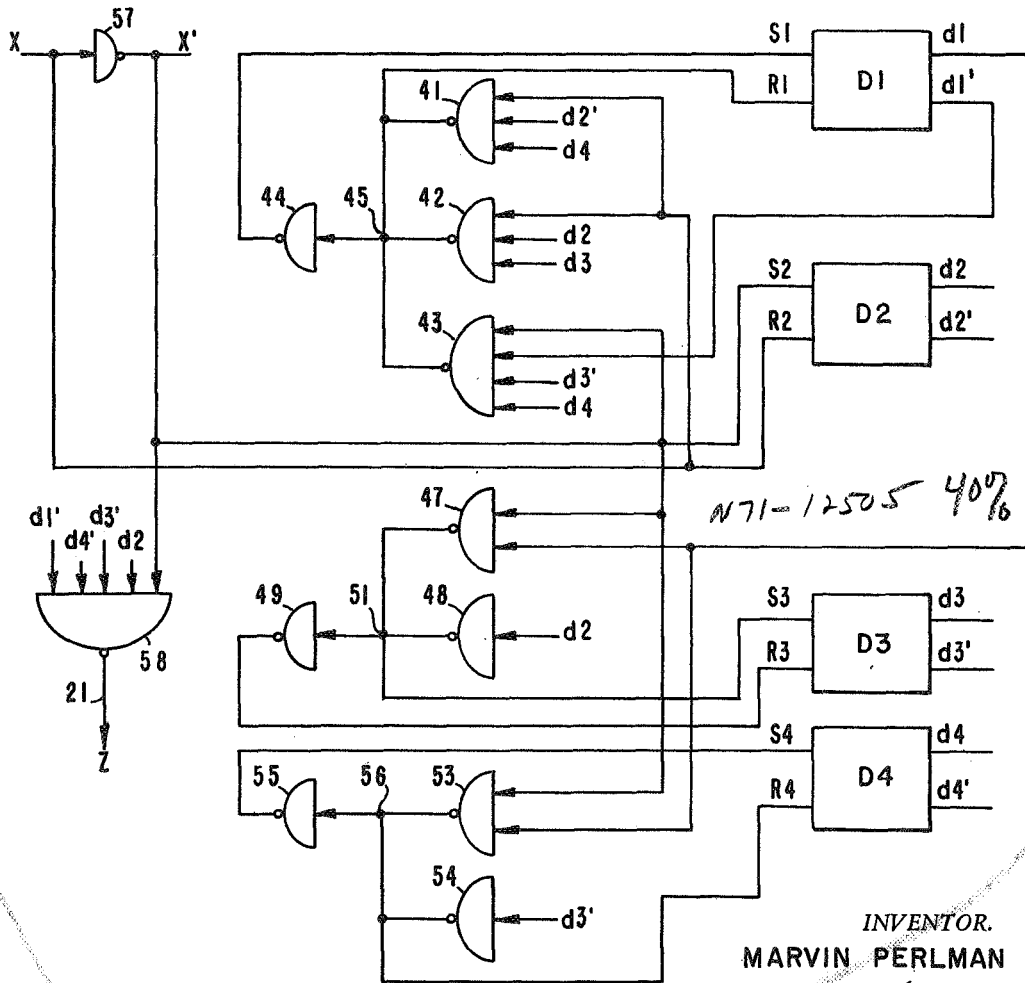 57
X
X'
S1
d1
D1
R1
d1'
41
d2'
d4
44
45
42
d2
d3
S2
d2
D2
R2
d2'
43
d3'
d4
N71-12505 40%
47
d1'
d3'
d4'
d2
49
51
48
d2
S3
d3
D3
R3
d3'
58
21
Z
S4
d4
D4
R4
d4'
55
56
53
54
d3'
INVENTOR.
MARVIN PERLMAN